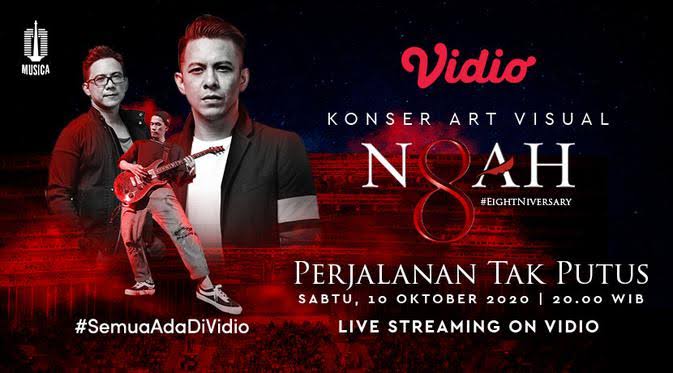 MUSICA
Vidio
KONSER ART VISUAL
N8AH
#EIGHTNIVERSARY
PERJALANAN TAK PUTUS
SABTU, 10 OKTOBER 2020 | 20.00 WIB
#SemuaAdaDiVidio
LIVE STREAMING ON VIDIO